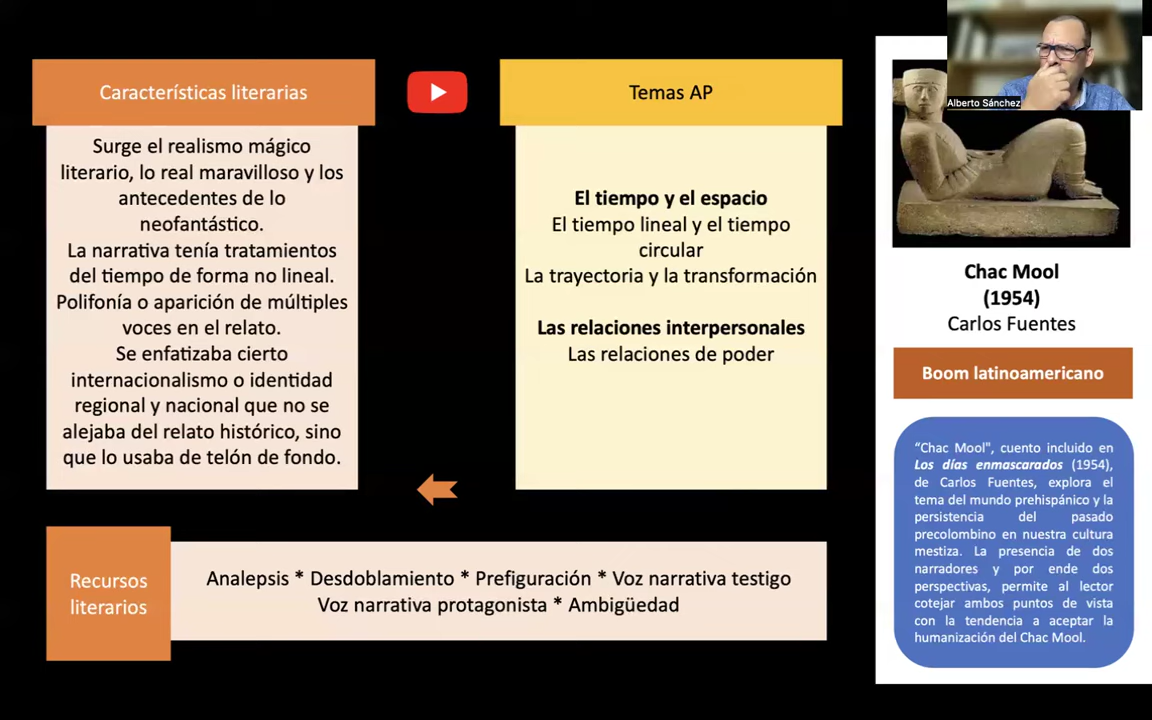 Características literarias
Surge el realismo mágico
literario, lo real maravilloso y los
antecedentes de lo
neofantástico.
La narrativa tenía tratamientos
del tiempo de forma no lineal.
Polifonía o aparición de múltiples
voces en el relato.
Se enfatizaba cierto
internacionalismo o identidad
regional y nacional que no se
alejaba del relato histórico, sino
que lo usaba de telón de fondo.
Temas AP
El tiempo y el espacio
El tiempo lineal y el tiempo
circular
La trayectoria y la transformación
Las relaciones interpersonales
Las relaciones de poder
Recursos
literarios
Analepsis * Desdoblamiento * Prefiguración * Voz narrativa testigo
Voz narrativa protagonista * Ambigüedad
Alberto Sánchez
Chac Mool
(1954)
Carlos Fuentes
Boom latinoamericano
“Chac Mool", cuento incluido en
Los días enmascarados (1954),
de Carlos Fuentes, explora el
tema del mundo prehispánico y la
persistencia del pasado
precolombino en nuestra cultura
mestiza. La presencia de dos
narradores y por ende dos
perspectivas, permite al lector
cotejar ambos puntos de vista
con la tendencia a aceptar la
humanización del Chac Mool.